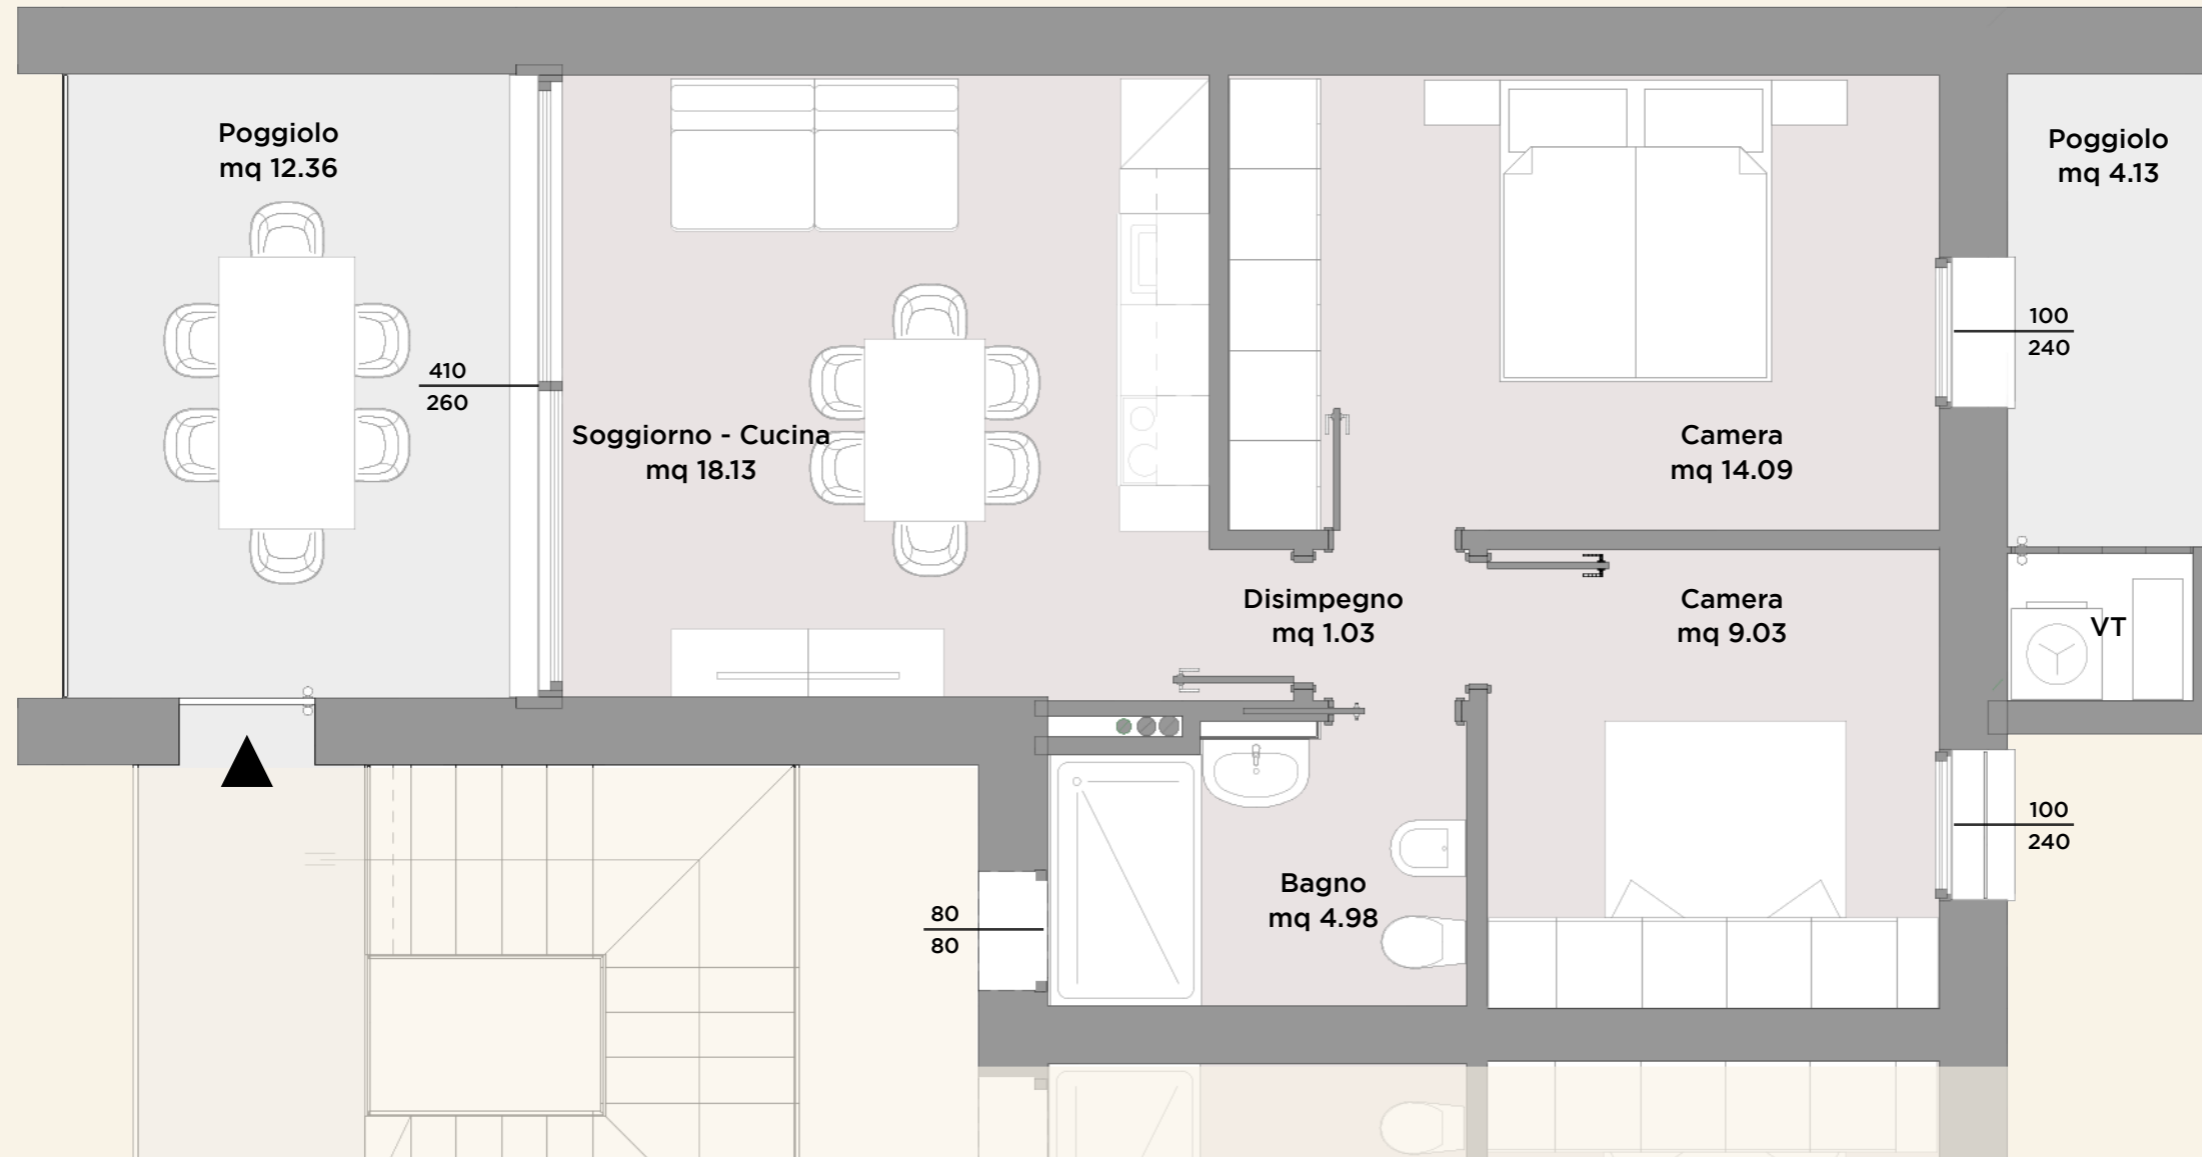 Poggiolo
mq 12.36
Poggiolo
mq 4.13
410
260
100
240
Soggiorno - Cucina
mq 18.13
Camera
mq 14.09
Disimpegno
mq 1.03
Camera
mq 9.03
VT
80
80
Bagno
mq 4.98
100
240